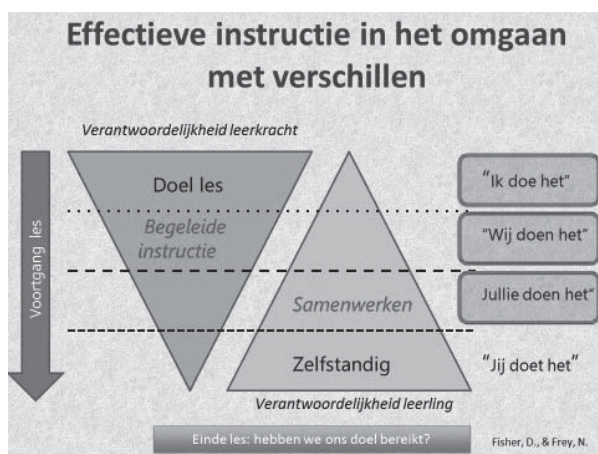 Effectieve instructie in het omgaan
met verschillen
Verantwoordelijkheid leerkracht
Voortgang les
Doel les
"Ik doe het"
Begeleide
instructie
"Wij doen het"
Samenwerken
Jullie doen het"
Zelfstandig
"Jij doet het"
Verantwoordelijkheid leerling
Einde les: hebben we ons doel bereikt?
Fisher, D., & Frey, N.